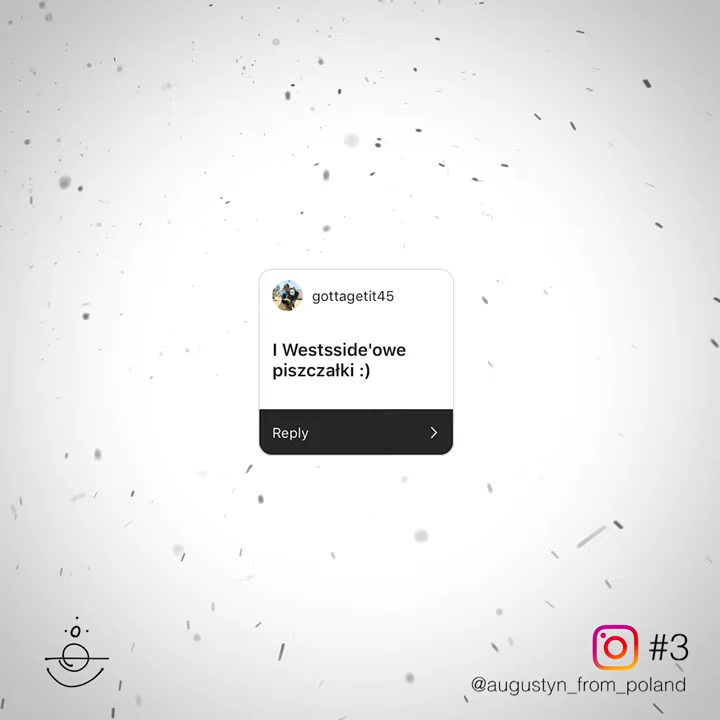 gottagetit45
I Westsside'owe
piszczałki :)
Reply
#3
@augustyn_from_poland